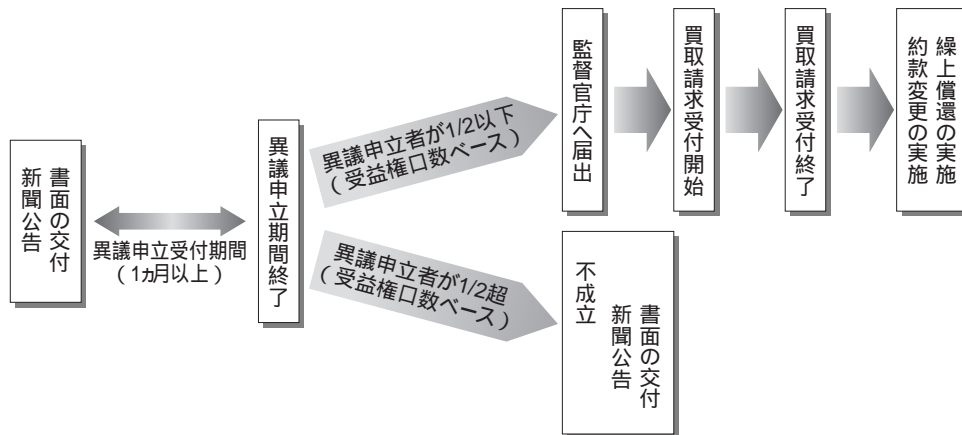 書面の交付
新聞公告
異議申立受付期間
（1ヵ月以上）
異議申立期間終了
異議申立者が1/2以下
（受益権口数ベース）
監督官庁へ届出
買取請求受付開始
買取請求受付終了
繰上償還の実施
約款変更の実施
異議申立者が1/2超
（受益権口数ベース）
書面の交付
新聞公告
不成立